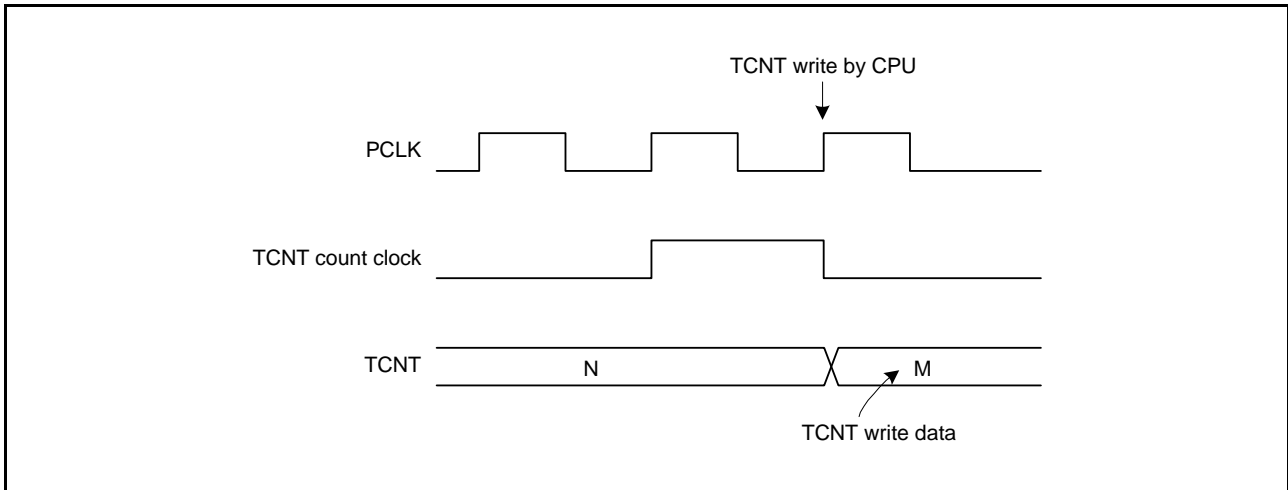 TCNT write by CPU
PCLK
TCNT count clock
TCNT
N
M
TCNT write data